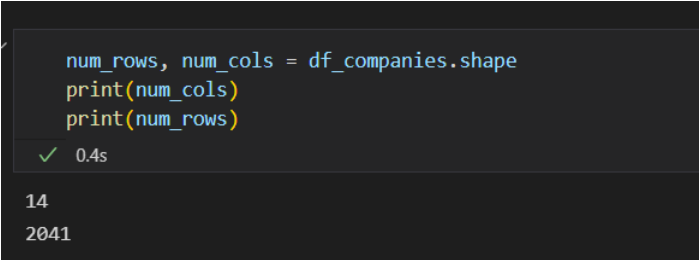 num_rows, num_cols = df_companies.shape
print(num_cols)
print(num_rows)
0.4s
14
2041